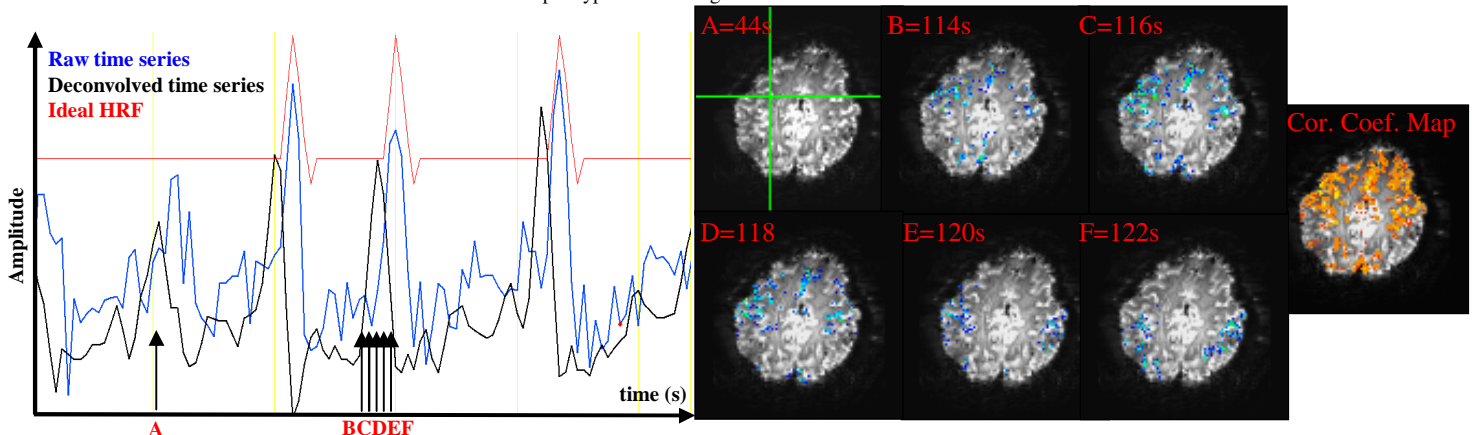 Raw time series
Deconvolved time series
Ideal HRF
Amplitude
time (s)
A
BCDEF
A=44s
B=114s
C=116s
D=118
E=120s
F=122s
Cor. Coef. Map